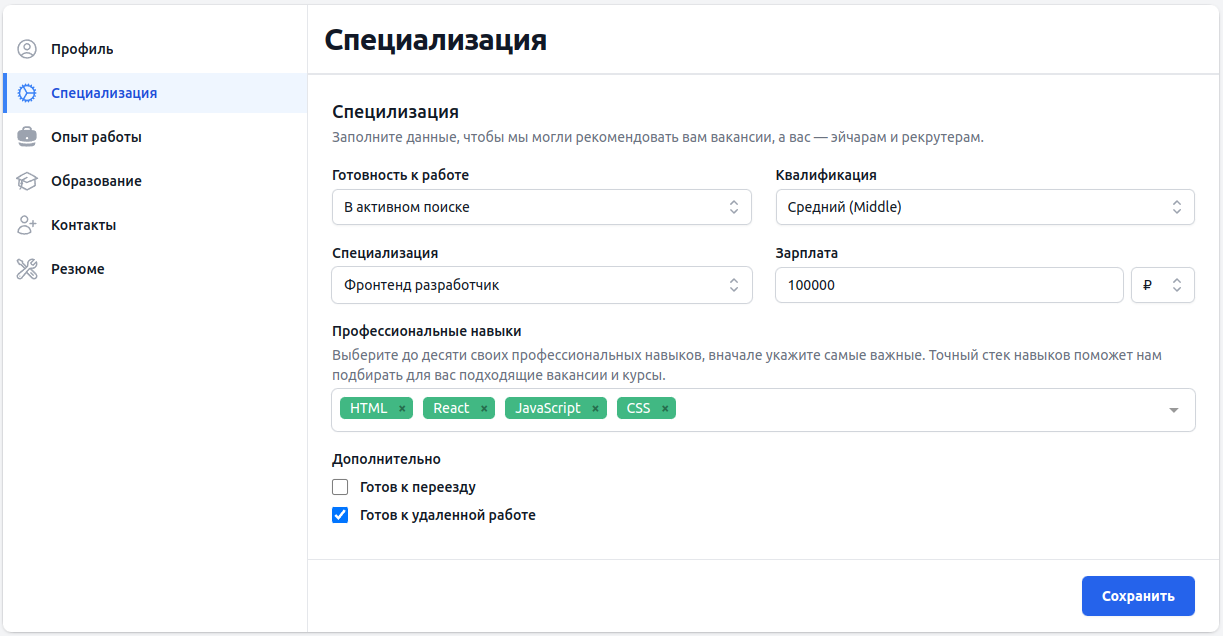 Профиль
Специализация
Опыт работы
Образование
Контакты
Резюме
Специализация
Специлизация
Заполните данные, чтобы мы могли рекомендовать вам вакансии, а вас — эйчарам и рекрутерам.
Готовность к работе
Квалификация
В активном поиске
Средний (Middle)
Специализация
Зарплата
Фронтенд разработчик
100000
₽
Профессиональные навыки
Выберите до десяти своих профессиональных навыков, вначале укажите самые важные. Точный стек навыков поможет нам
подбирать для вас подходящие вакансии и курсы.
HTML × React × JavaScript × CSS ×
Дополнительно
Готов к переезду
Готов к удаленной работе
Сохранить